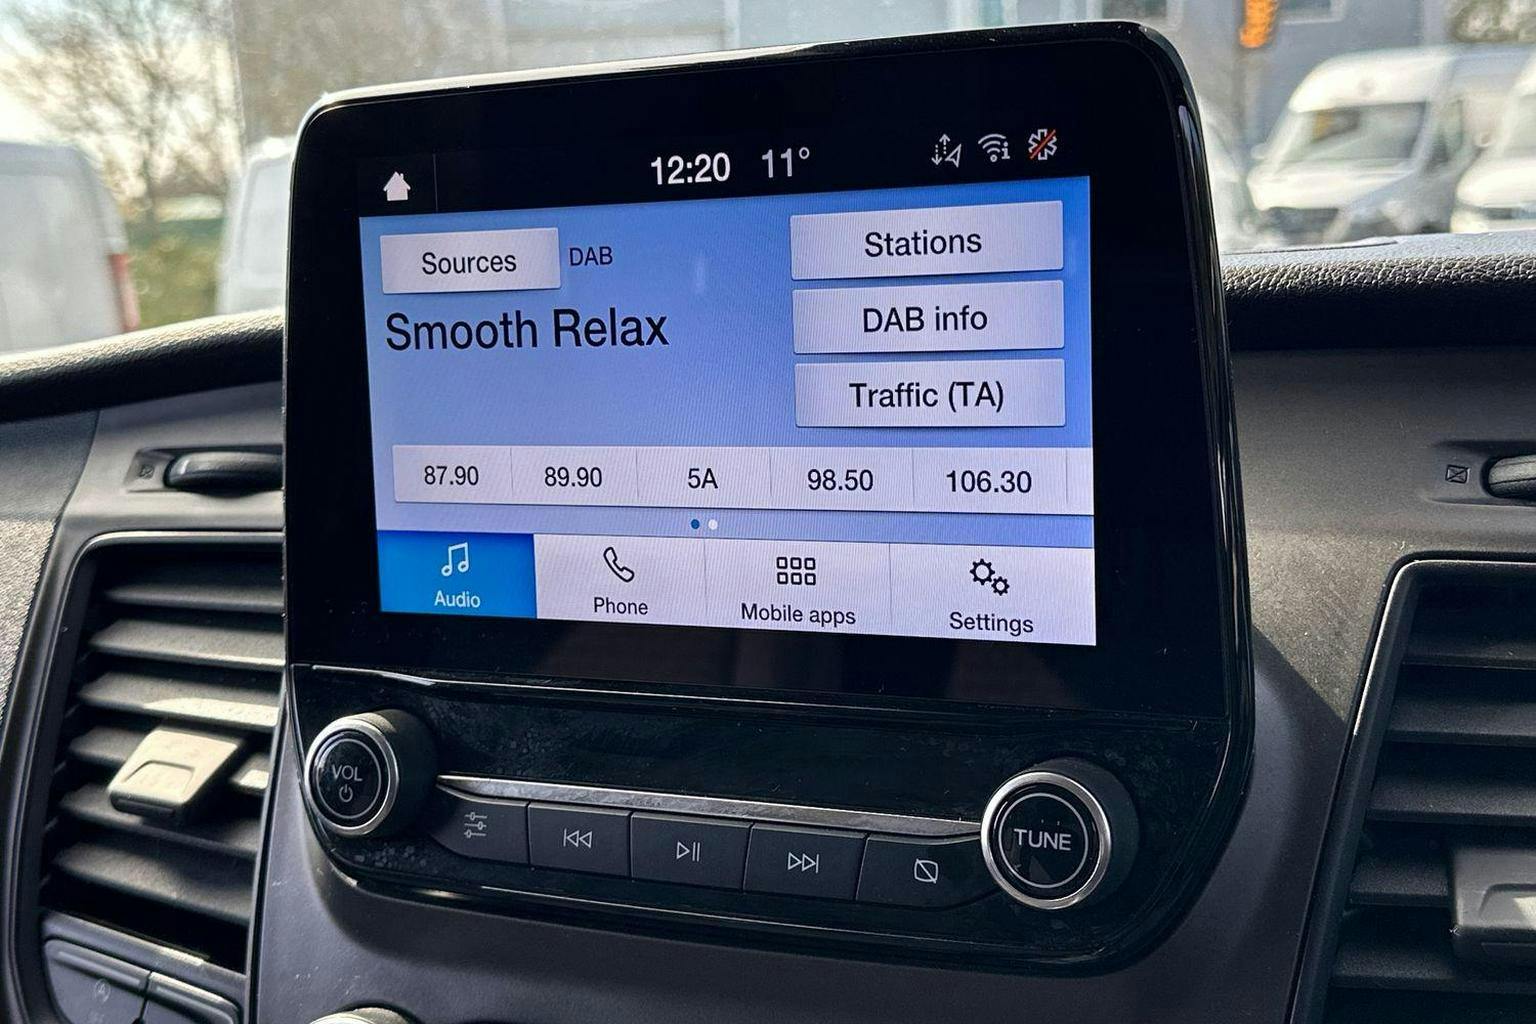 12:20 11°
Sources DAB
Stations
Smooth Relax
DAB info
Traffic (TA)
87.90 89.90 5A 98.50 106.30
Audio Phone Mobile apps Settings
VOL
TUNE